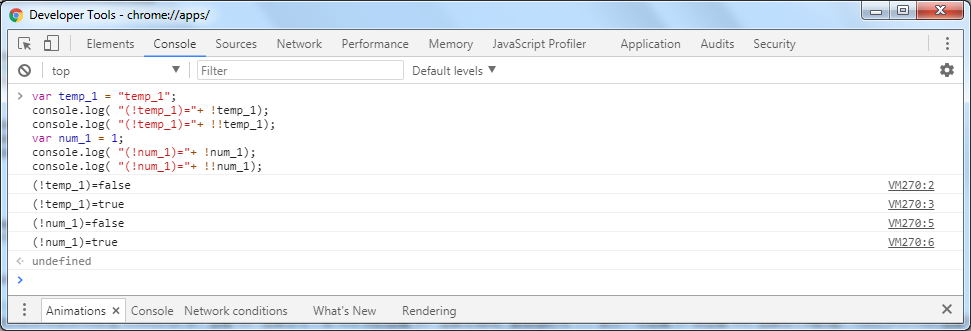 Developer Tools - chrome://apps/
Elements Console Sources Network Performance Memory JavaScript Profiler Application Audits Security
top Filter Default levels
var temp_1 = "temp_1";
console.log( "(!temp_1)="+ !temp_1);
console.log( "(!temp_1)="+ !!temp_1);
var num_1 = 1;
console.log( "(!num_1)="+ !num_1);
console.log( "(!num_1)="+ !!num_1);
(!temp_1)=false VM270:2
(!temp_1)=true VM270:3
(!num_1)=false VM270:5
(!num_1)=true VM270:6
undefined
Animations Console Network conditions What's New Rendering